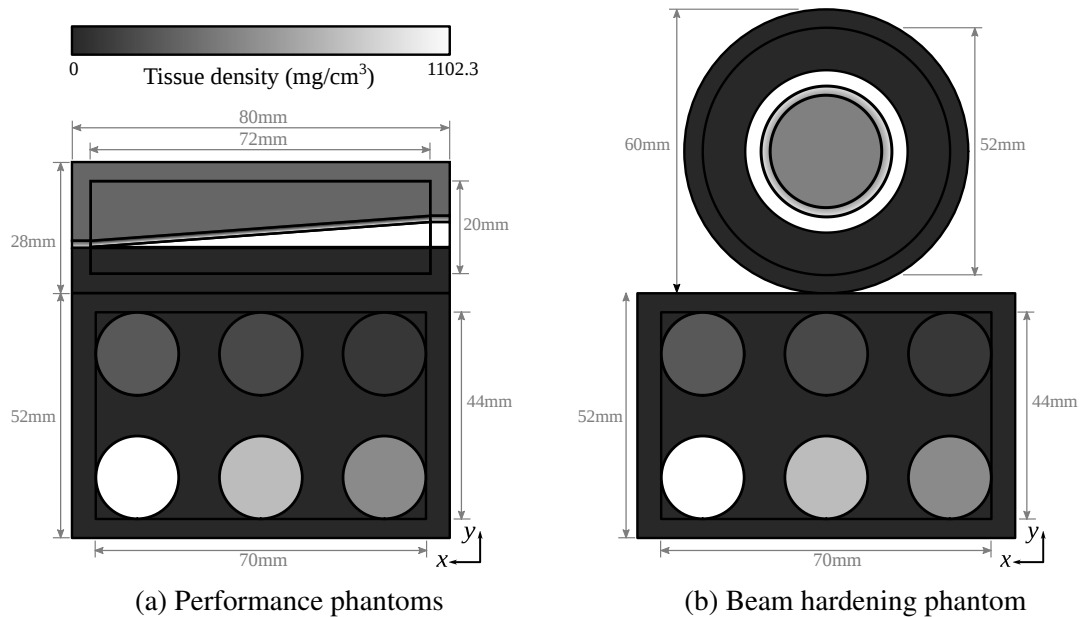 0
Tissue density (mg/cm³)
1102.3
80mm
72mm
28mm
20mm
52mm
44mm
70mm
y
x
(a) Performance phantoms
60mm
52mm
52mm
44mm
70mm
y
x
(b) Beam hardening phantom